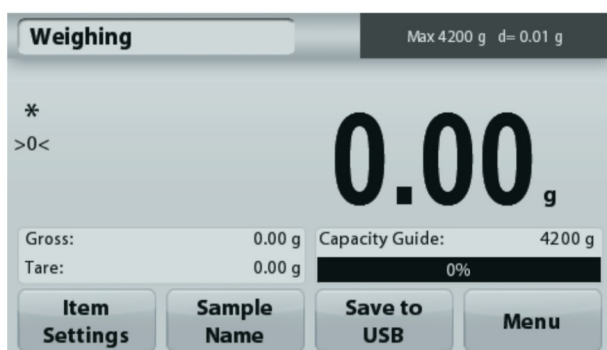 Weighing
Max 4200 g d= 0.01 g
*
>0<
0.00 g
Gross: 0.00 g
Tare: 0.00 g
Capacity Guide: 4200 g
0%
Item Settings
Sample Name
Save to USB
Menu